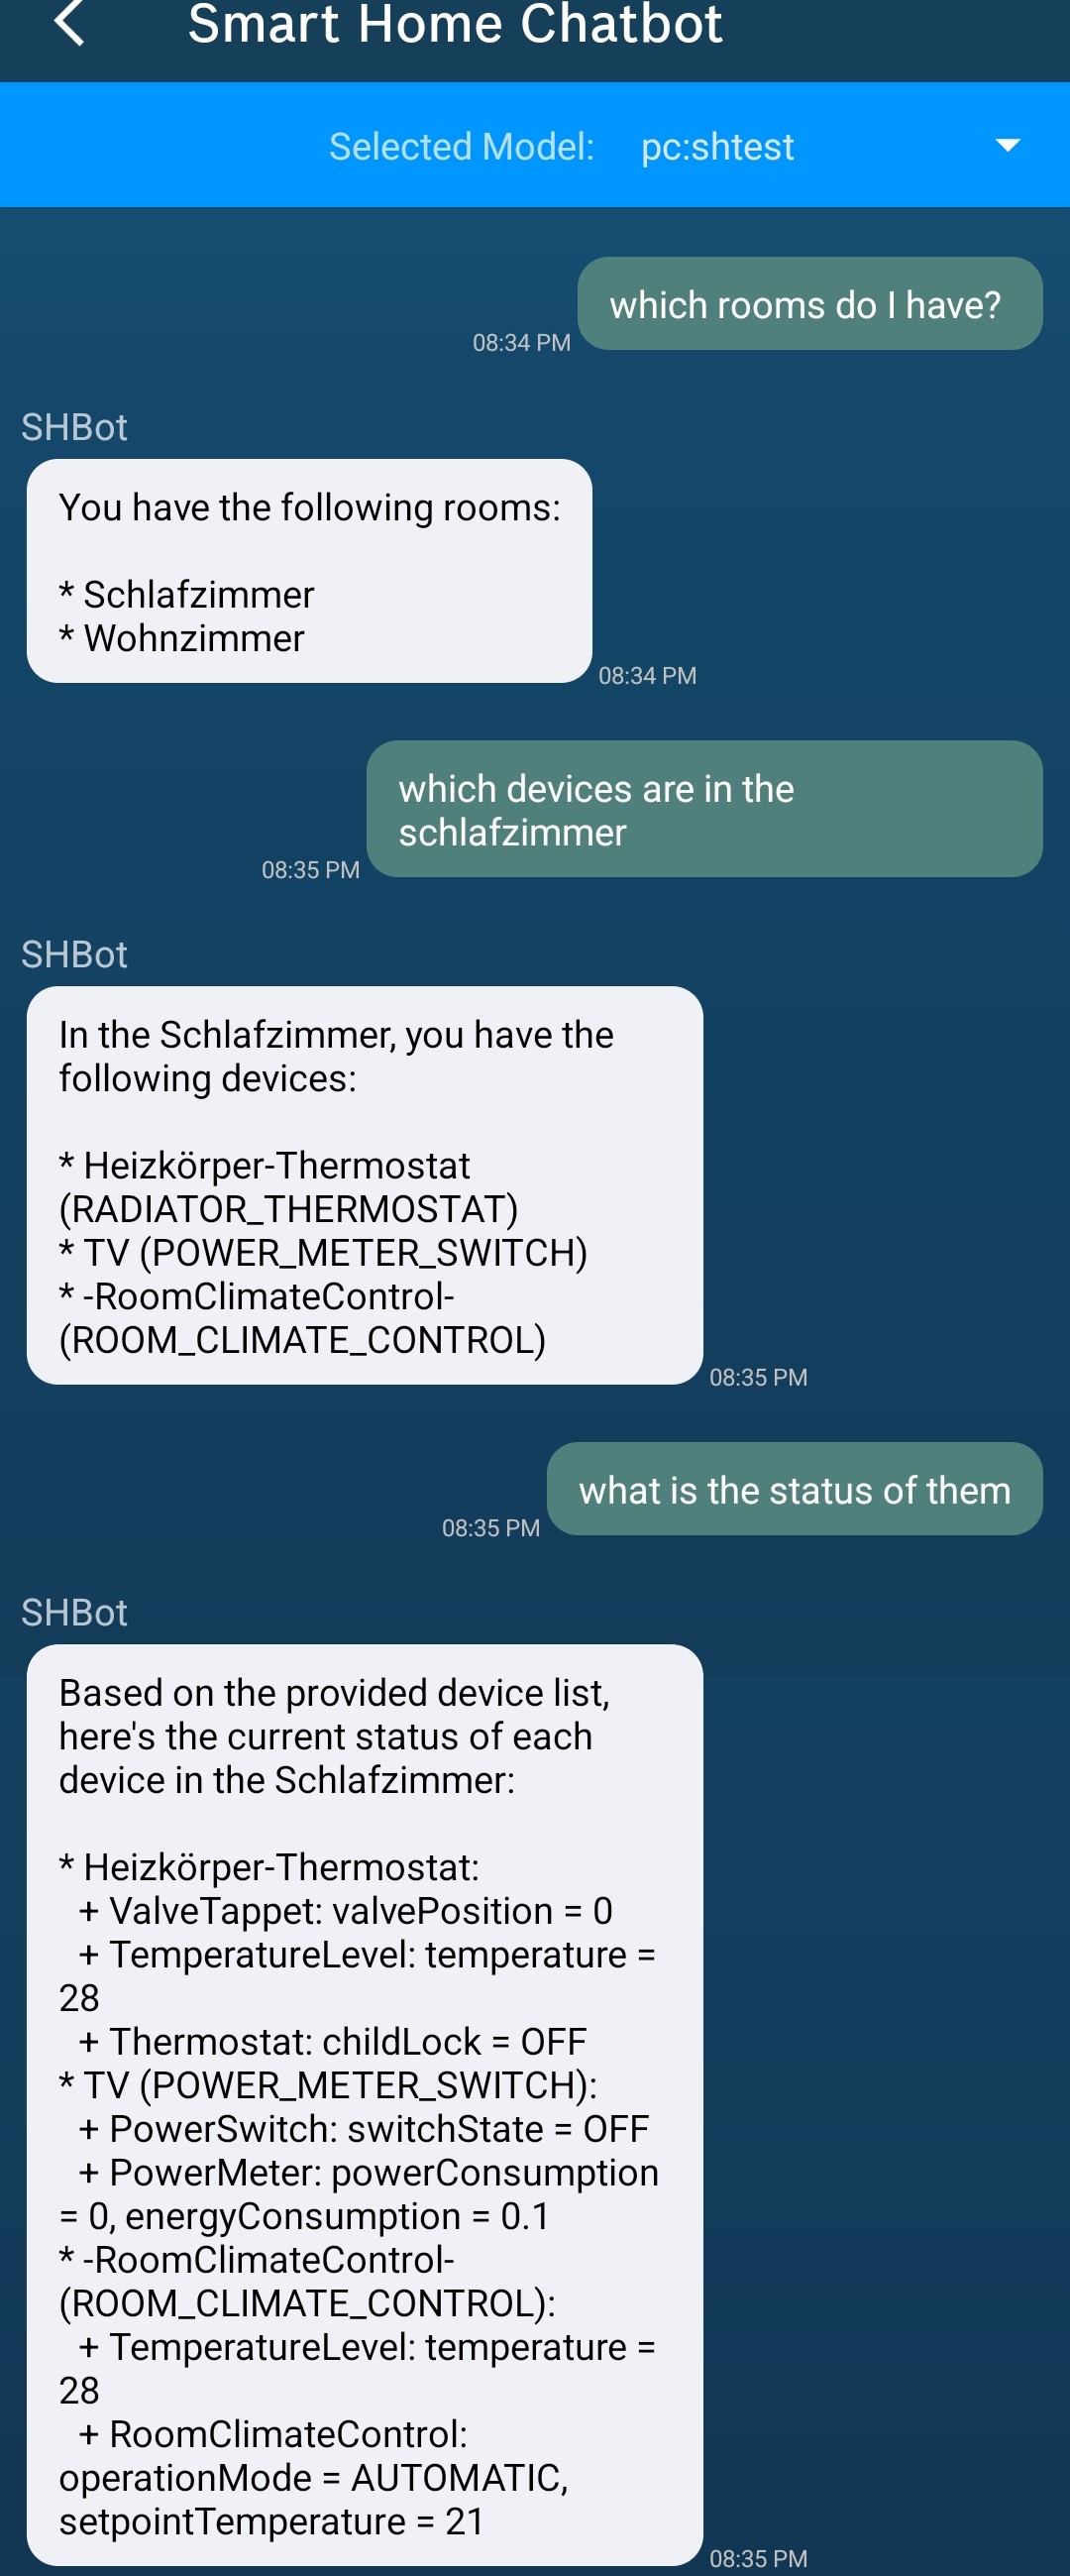 Smart Home Chatbot
Selected Model: pc:shtest
which rooms do I have?
08:34 PM
SHBot
You have the following rooms:
* Schlafzimmer
* Wohnzimmer
08:34 PM
which devices are in the
schlafzimmer
08:35 PM
SHBot
In the Schlafzimmer, you have the
following devices:
* Heizkörper-Thermostat
(RADIATOR_THERMOSTAT)
* TV (POWER_METER_SWITCH)
* -RoomClimateControl-
(ROOM_CLIMATE_CONTROL)
08:35 PM
what is the status of them
08:35 PM
SHBot
Based on the provided device list,
here's the current status of each
device in the Schlafzimmer:
* Heizkörper-Thermostat:
+ ValveTappet: valvePosition = 0
+ TemperatureLevel: temperature =
28
+ Thermostat: childLock = OFF
* TV (POWER_METER_SWITCH):
+ PowerSwitch: switchState = OFF
+ PowerMeter: powerConsumption
= 0, energyConsumption = 0.1
* -RoomClimateControl-
(ROOM_CLIMATE_CONTROL):
+ TemperatureLevel: temperature =
28
+ RoomClimateControl:
operationMode = AUTOMATIC,
setpointTemperature = 21
08:35 PM